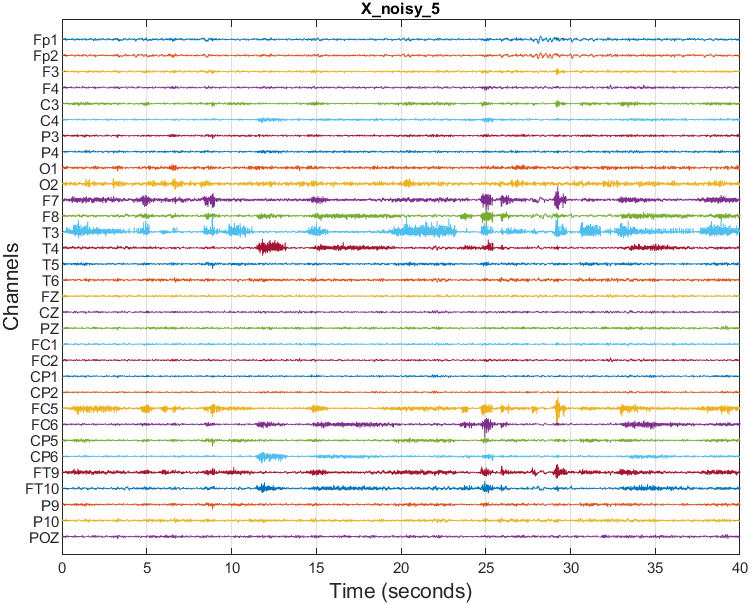 X_noisy_5
Fp1
Fp2
F3
F4
C3
C4
P3
P4
O1
O2
F7
F8
T3
T4
T5
T6
FZ
CZ
PZ
FC1
FC2
CP1
CP2
FC5
FC6
CP5
CP6
FT9
FT10
P9
P10
POZ
Channels
0 5 10 15 20 25 30 35 40
Time (seconds)